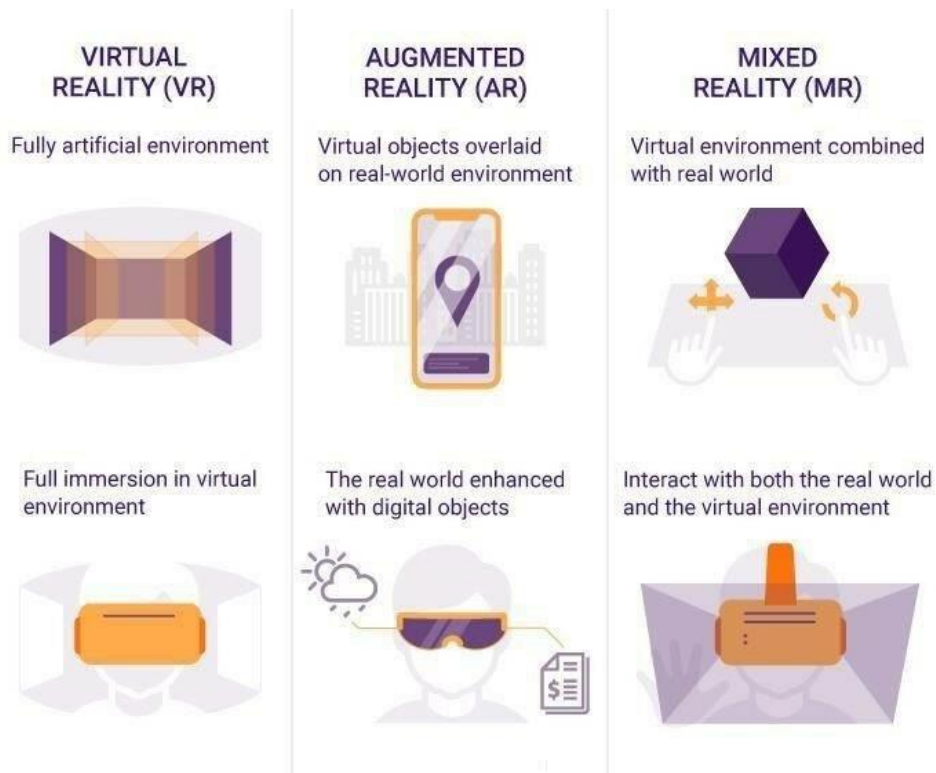 VIRTUAL
REALITY (VR)
Fully artificial environment
Full immersion in virtual
environment
AUGMENTED
REALITY (AR)
Virtual objects overlaid
on real-world environment
The real world enhanced
with digital objects
$
MIXED
REALITY (MR)
Virtual environment combined
with real world
Interact with both the real world
and the virtual environment